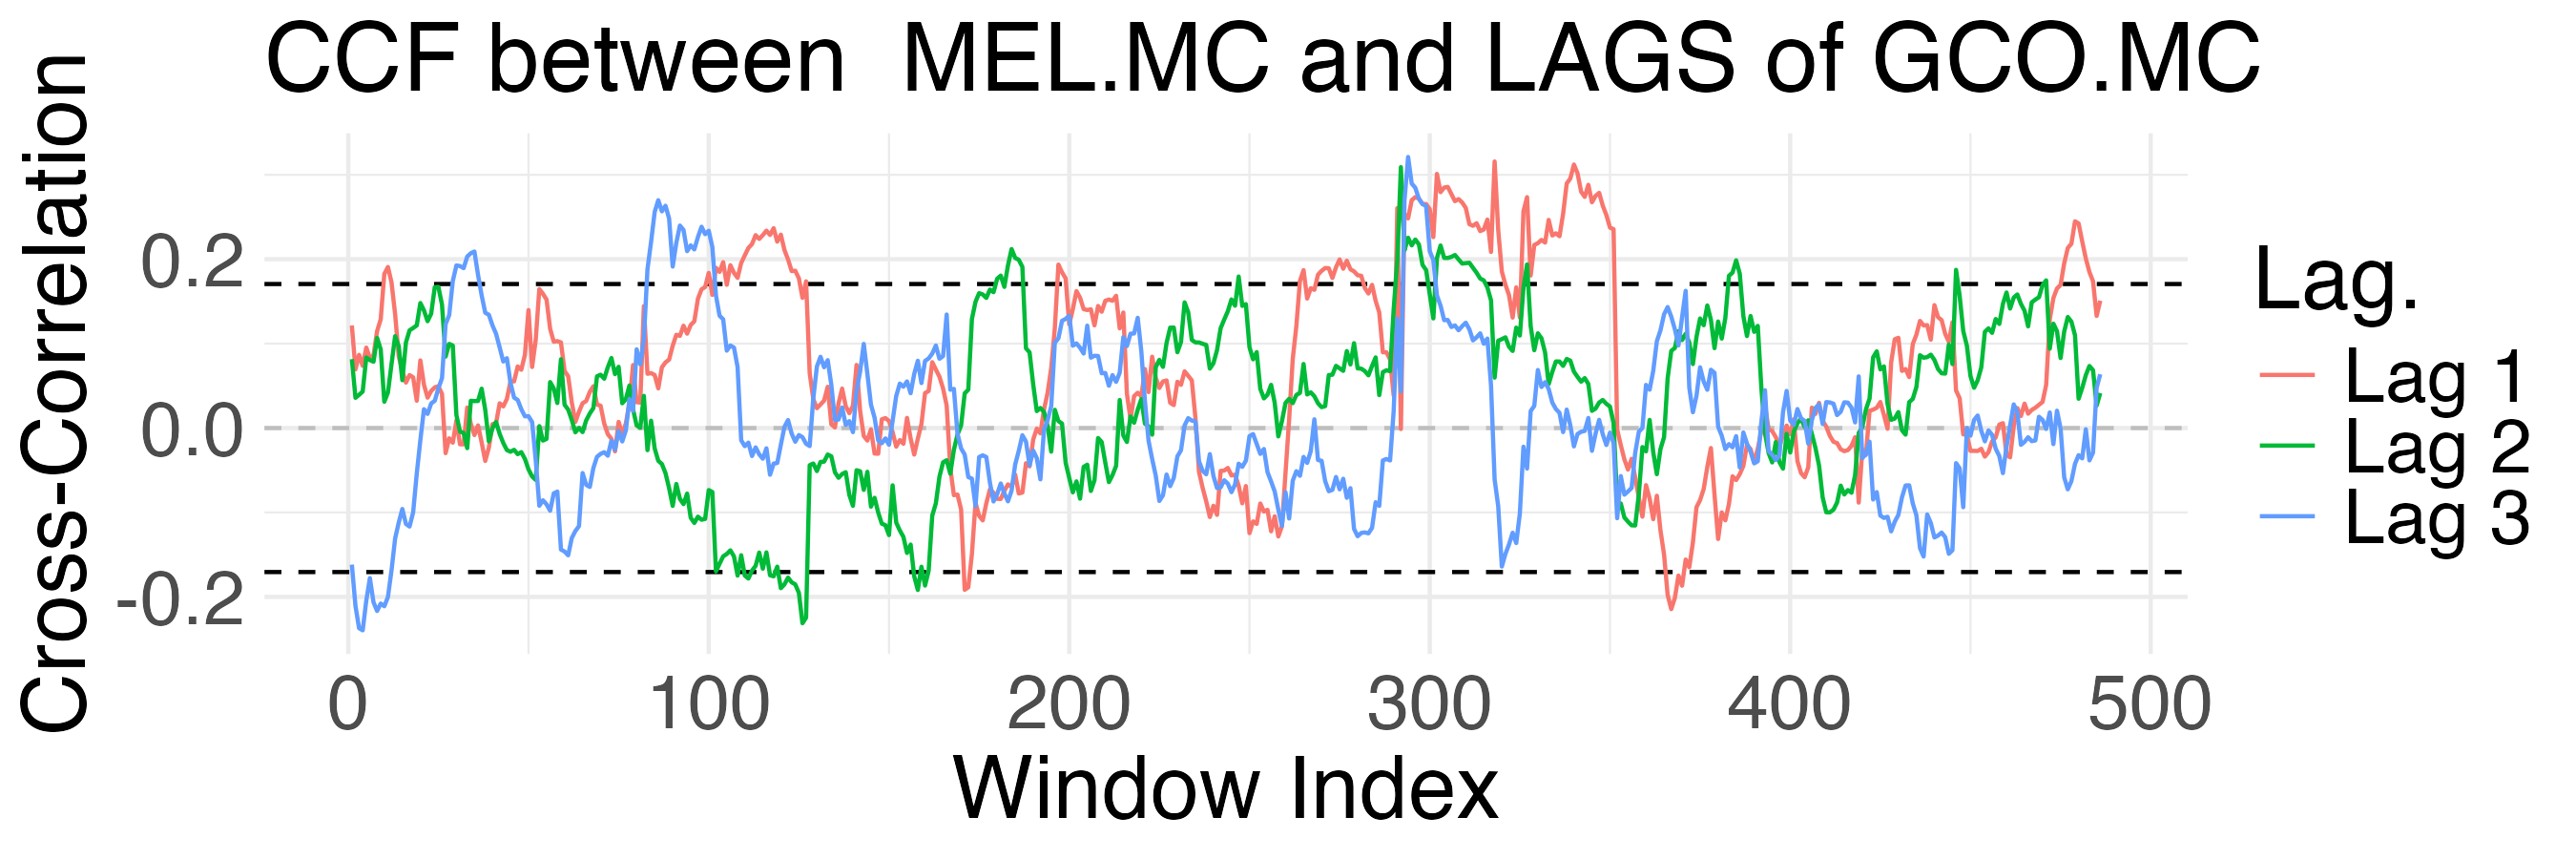 CCF between  MEL.MC and LAGS of GCO.MC
Cross-Correlation
0.2
0.0
-0.2
0
100
200
300
400
500
Window Index
Lag.
Lag 1
Lag 2
Lag 3